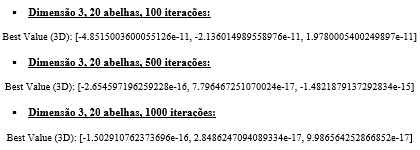 ▪ Dimensão 3, 20 abelhas, 100 iterações:
Best Value (3D): [-4.8515003600055126e-11, -2.136014989558976e-11, 1.9780005400249897e-11]
▪ Dimensão 3, 20 abelhas, 500 iterações:
Best Value (3D): [-2.654597196259228e-16, 7.796467251070024e-17, -1.4821879137292834e-15]
▪ Dimensão 3, 20 abelhas, 1000 iterações:
Best Value (3D): [-1.502910762373696e-16, 2.8486247094089334e-17, 9.986564252866852e-17]